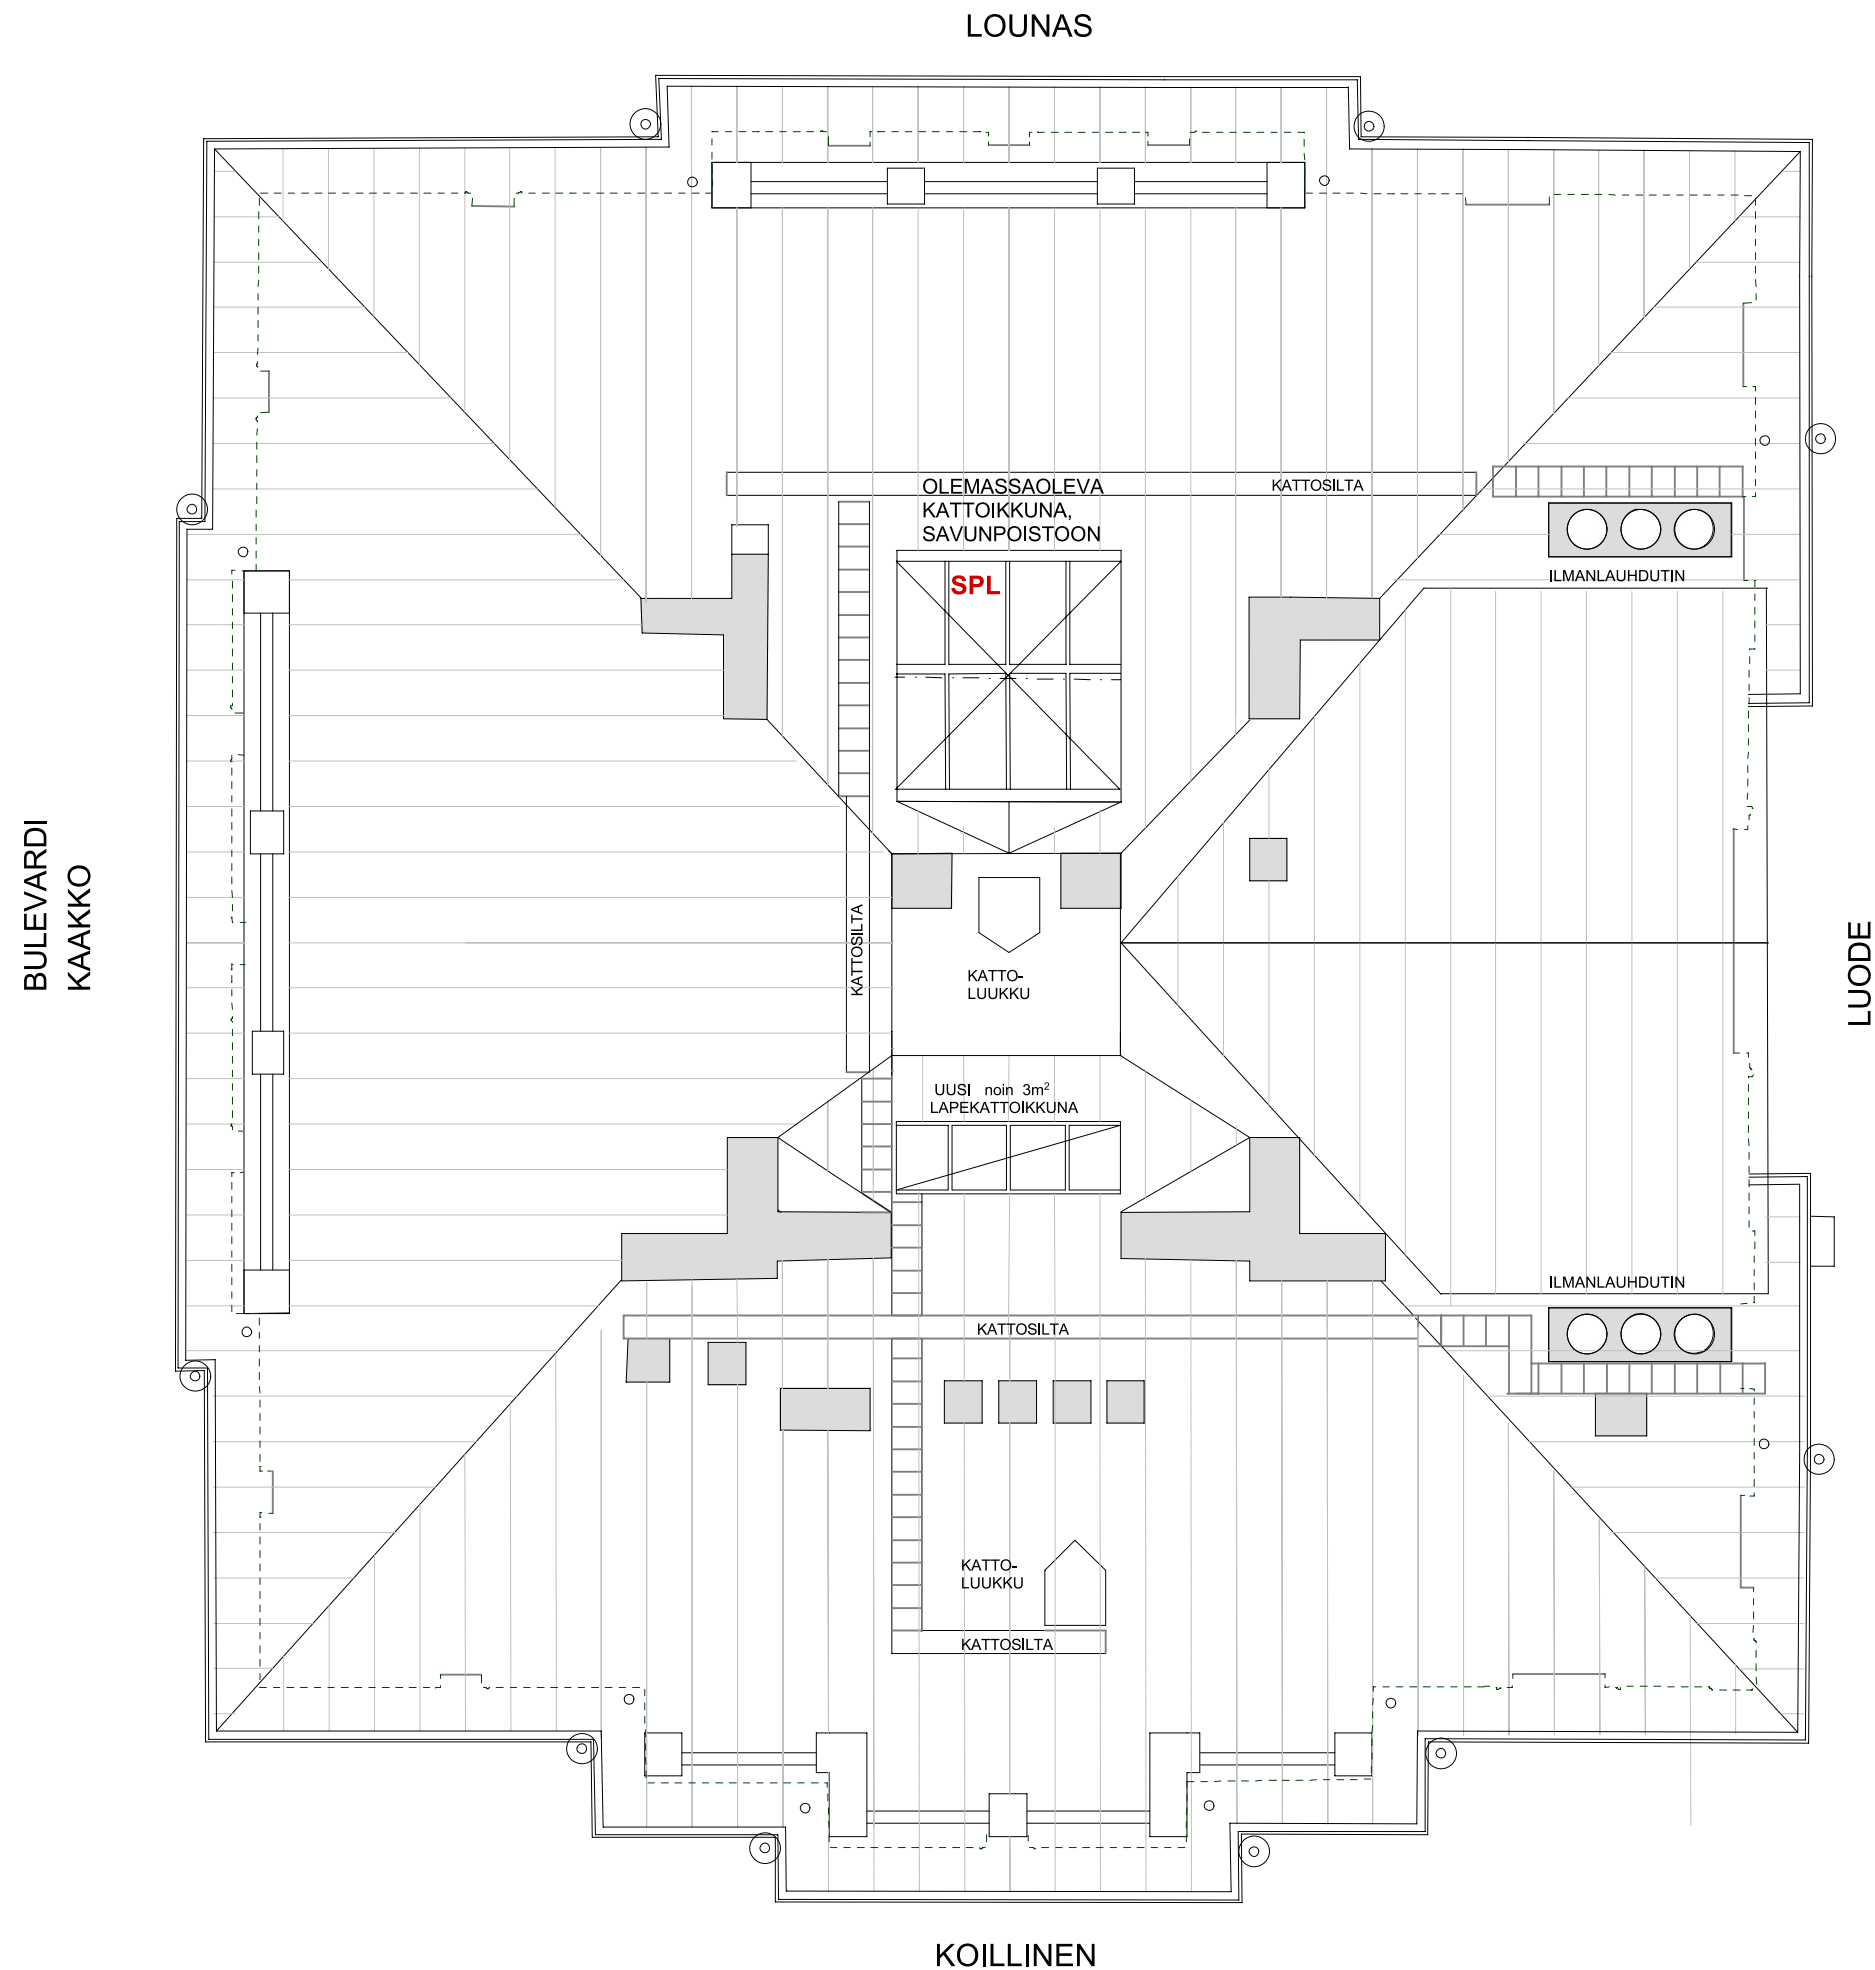 LOUNAS
OLEMASSAOLEVA
KATTOIKKUNA,
SAVUNPOISTOON
KATTOSILTA
SPL
ILMANLAUHDUTIN
BULEVARDI
KAAKKO
KATTOSILTA
KATTO-
LUUKKU
LUODE
UUSI noin 3m²
LAPEKATTOIKKUNA
ILMANLAUHDUTIN
KATTOSILTA
KATTO-
LUUKKU
KATTOSILTA
KOILLINEN